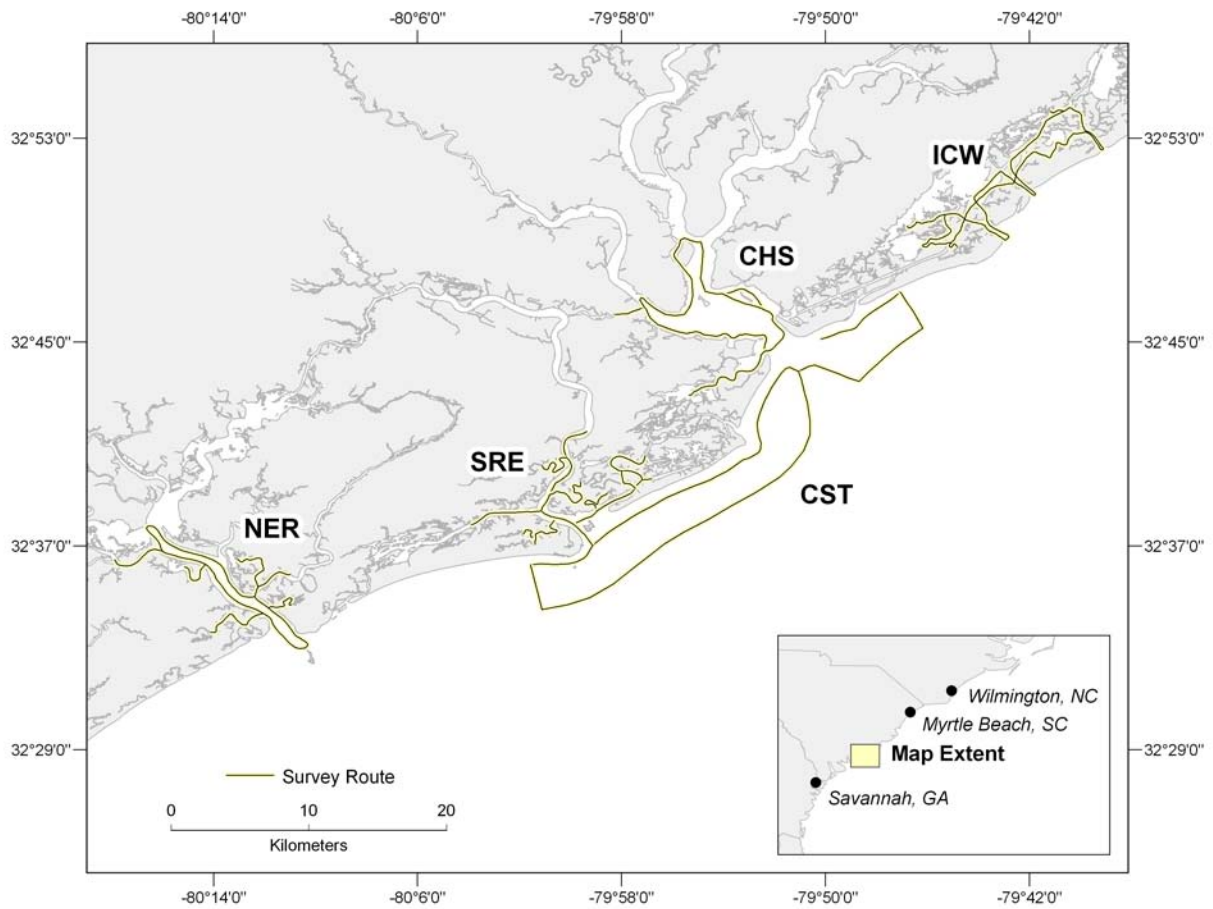 -80°14'0"
-80°6'0"
-79°58'0"
-79°50'0"
-79°42'0"
32°53'0"
32°53'0"
ICW
CHS
32°45'0"
32°45'0"
SRE
CST
NER
32°37'0"
32°37'0"
Wilmington, NC
Myrtle Beach, SC
Map Extent
Savannah, GA
32°29'0"
32°29'0"
Survey Route
0 10 20
Kilometers
-80°14'0"
-80°6'0"
-79°58'0"
-79°50'0"
-79°42'0"